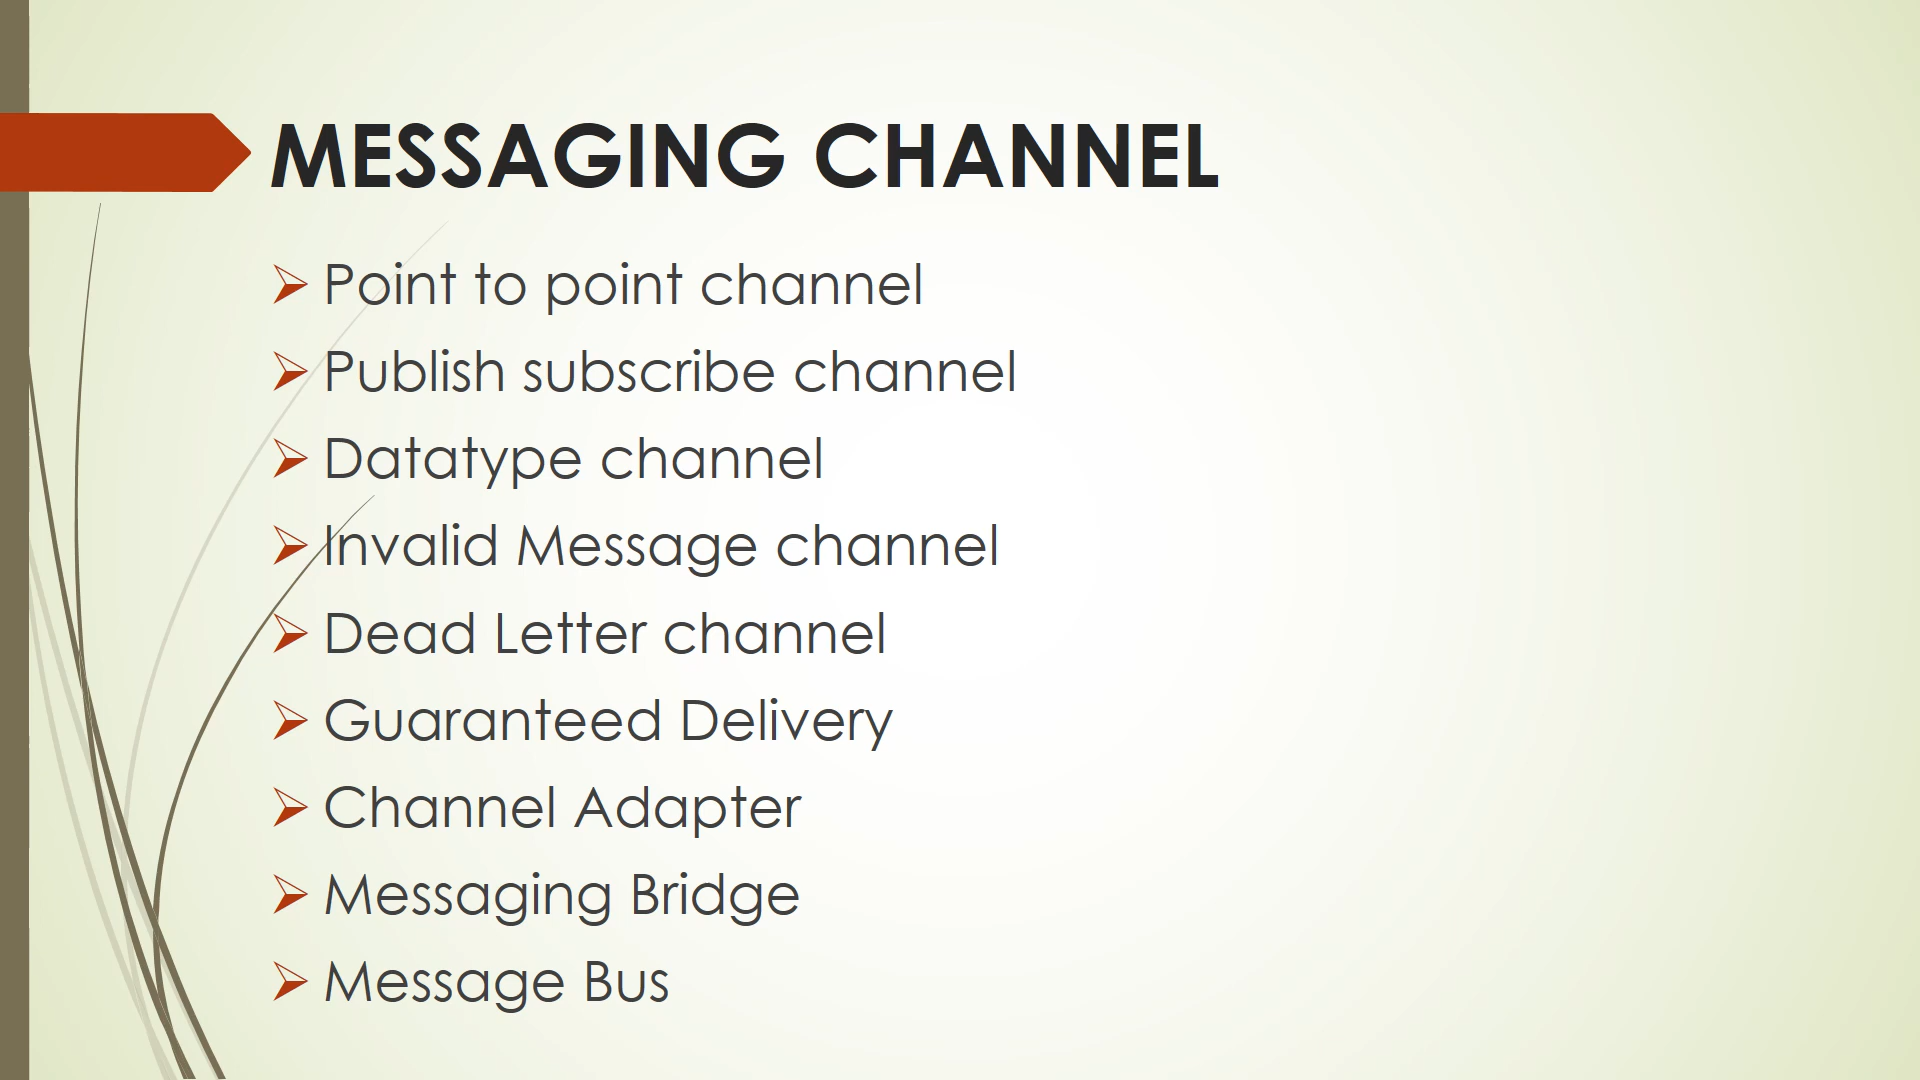 MESSAGING CHANNEL
Point to point channel
Publish subscribe channel
Datatype channel
Invalid Message channel
Dead Letter channel
Guaranteed Delivery
Channel Adapter
Messaging Bridge
Message Bus